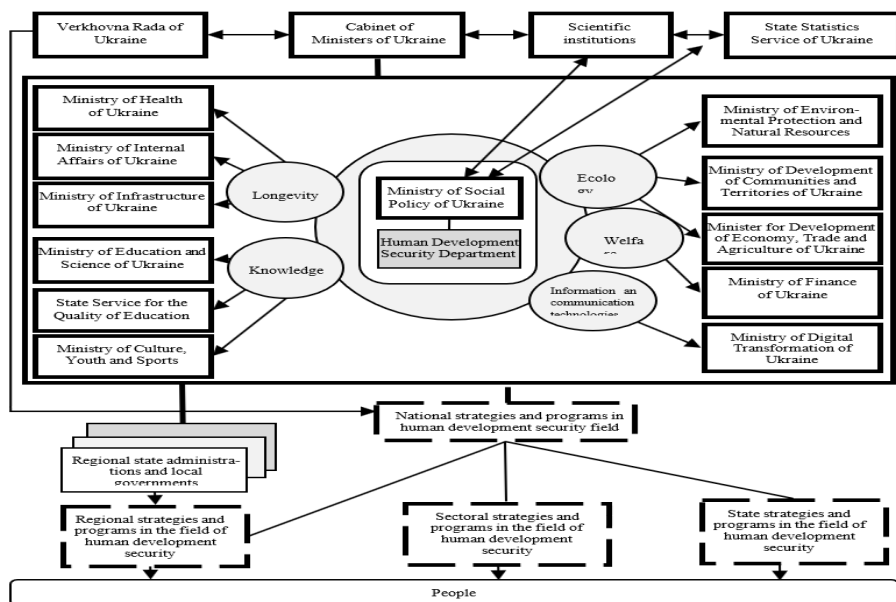 Verkhovna Rada of
Ukraine
Cabinet of
Ministers of Ukraine
Scientific
institutions
State Statistics
Service of Ukraine
Ministry of Health
of Ukraine
Ministry of Internal
Affairs of Ukraine
Ministry of Infrastructure
of Ukraine
Ministry of Education and
Science of Ukraine
State Service for the
Quality of Education
Ministry of Culture,
Youth and Sports
Longevity
Knowledge
Ministry of Social
Policy of Ukraine
Human Development
Security Department
Ecolo
Welfa
Information an
communication
technologies
Ministry of Environ-
mental Protection and
Natural Resources
Ministry of Development
of Communities and
Territories of Ukraine
Minister for Development
of Economy, Trade and
Agriculture of Ukraine
Ministry of Finance
of Ukraine
Ministry of Digital
Transformation of
Ukraine
National strategies and programs in
human development security field
Regional state administra-
tions and local
governments
Regional strategies and
programs in the field of
human development
security
Sectoral strategies and
programs in the field of
human development
security
State strategies and
programs in the field of
human development
security
People